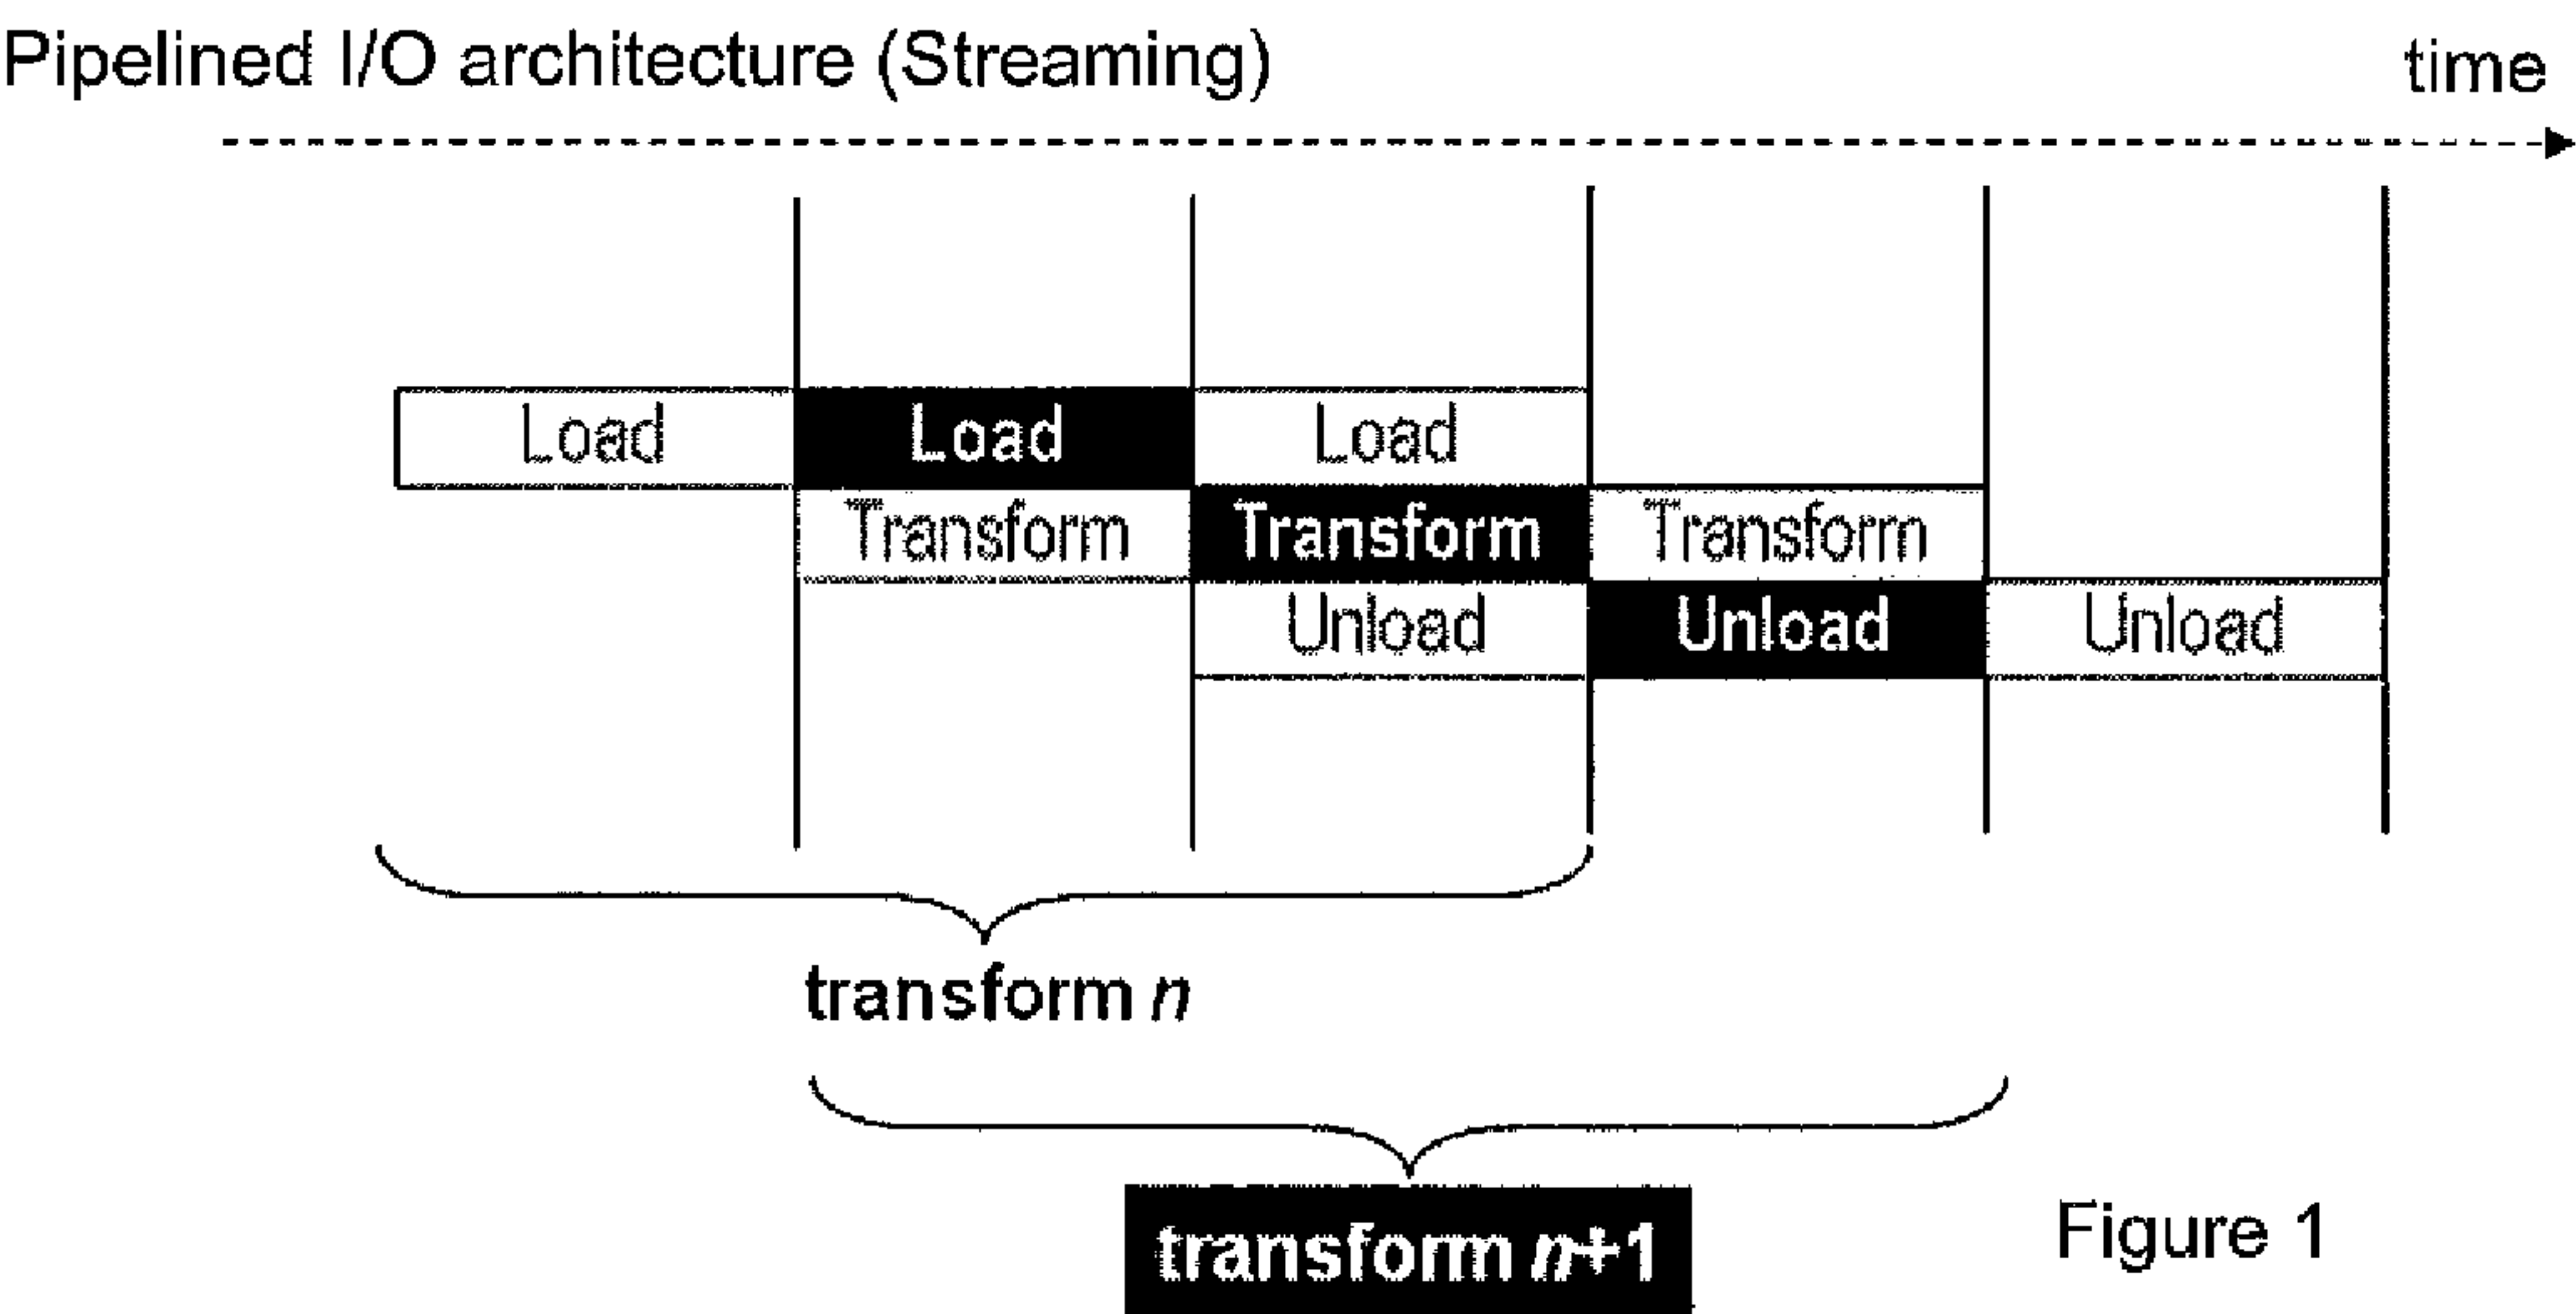 Pipelined I/O architecture (Streaming) time
Load Load Load
Transform Transform Transform
Unload Unload Unload
transform n
transform n+1
Figure 1